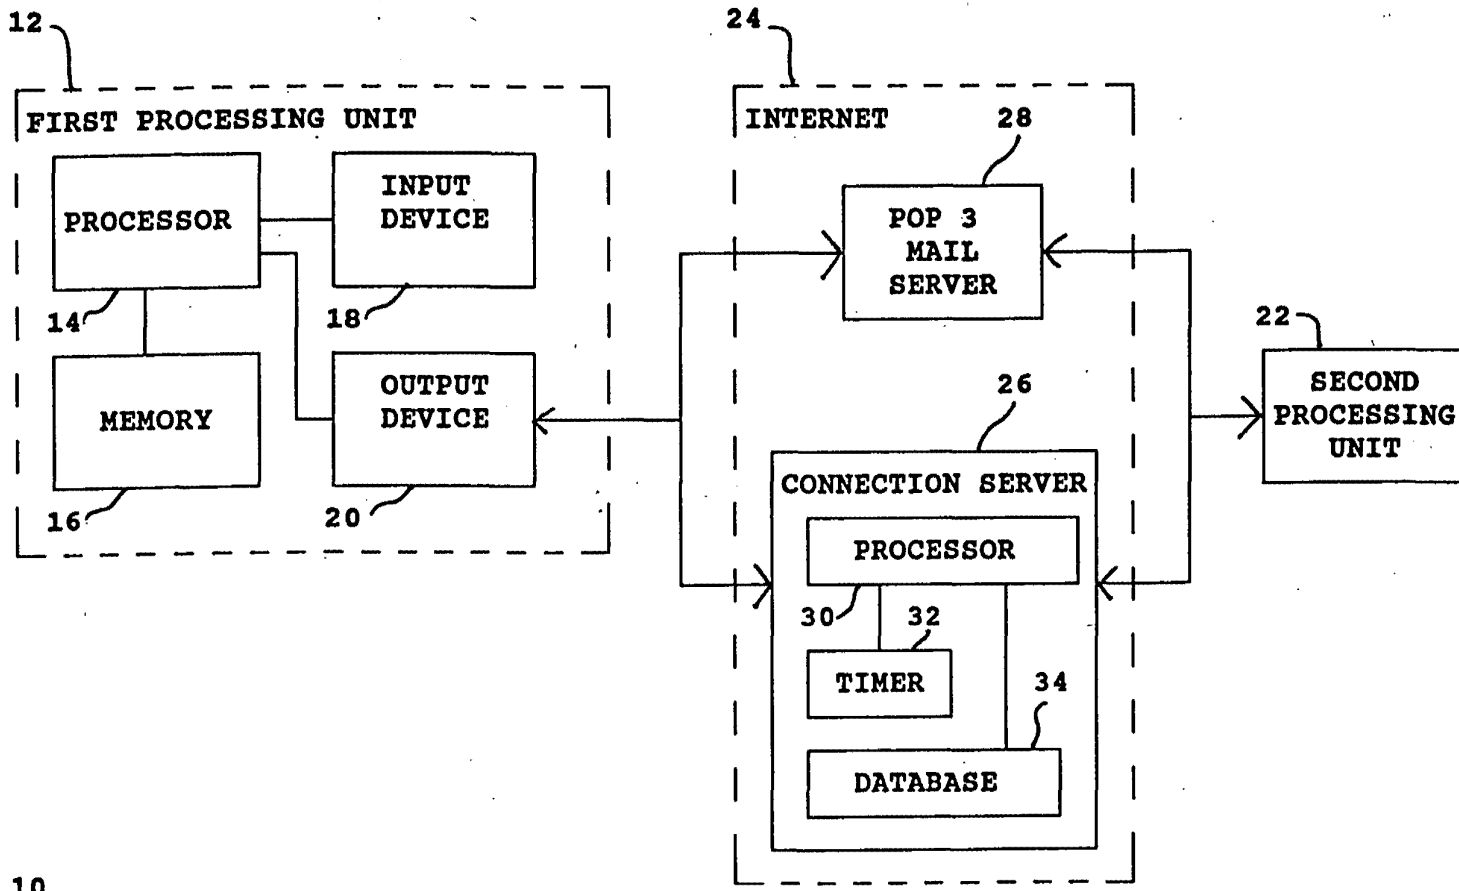 12
24
FIRST PROCESSING UNIT
PROCESSOR
14
INPUT
DEVICE
18
MEMORY
16
OUTPUT
DEVICE
20
INTERNET
28
POP 3
MAIL
SERVER
26
CONNECTION SERVER
PROCESSOR
30
32
TIMER
34
DATABASE
22
SECOND
PROCESSING
UNIT
10